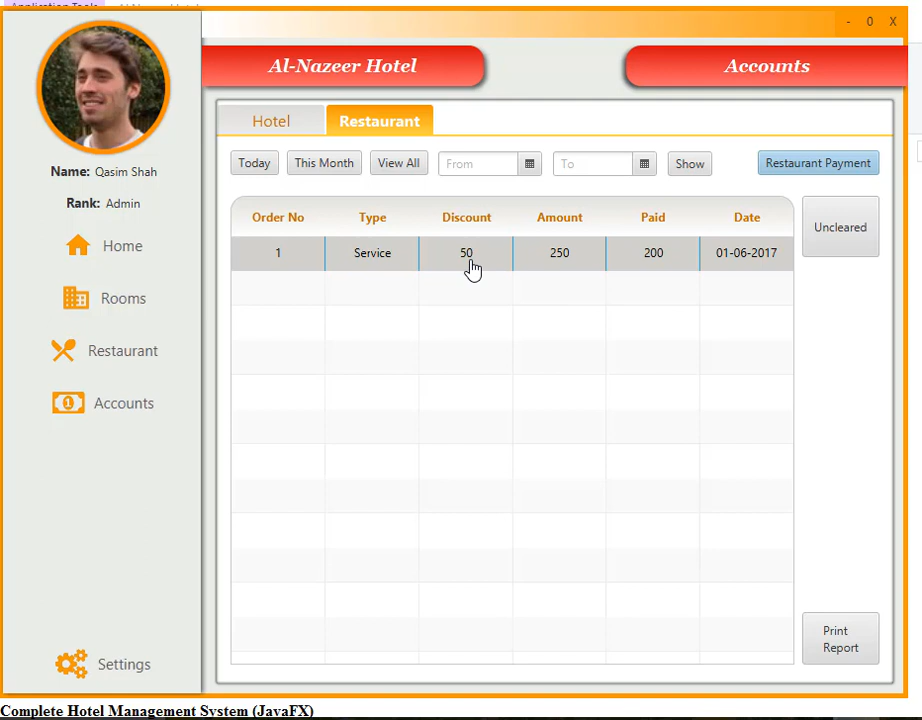 Application Tools
- 0 X
Al-Nazeer Hotel
Accounts
Name: Qasim Shah
Rank: Admin
Home
Rooms
Restaurant
Accounts
Settings
Hotel
Restaurant
Today
This Month
View All
From
To
Show
Restaurant Payment
Order No Type Discount Amount Paid Date
1 Service 50 250 200 01-06-2017
Uncleared
Print
Report
Complete Hotel Management System (JavaFX)